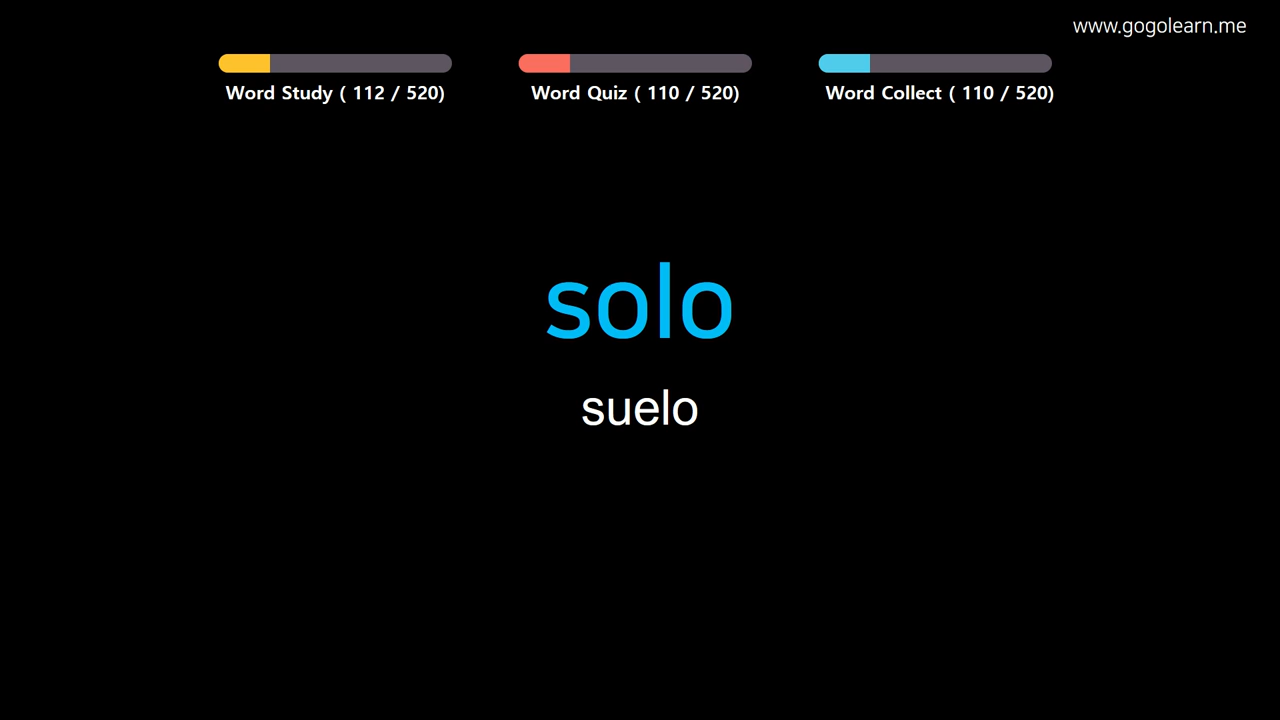 www.gogolearn.me
Word Study ( 112 / 520)
Word Quiz ( 110 / 520)
Word Collect ( 110 / 520)
solo
suelo